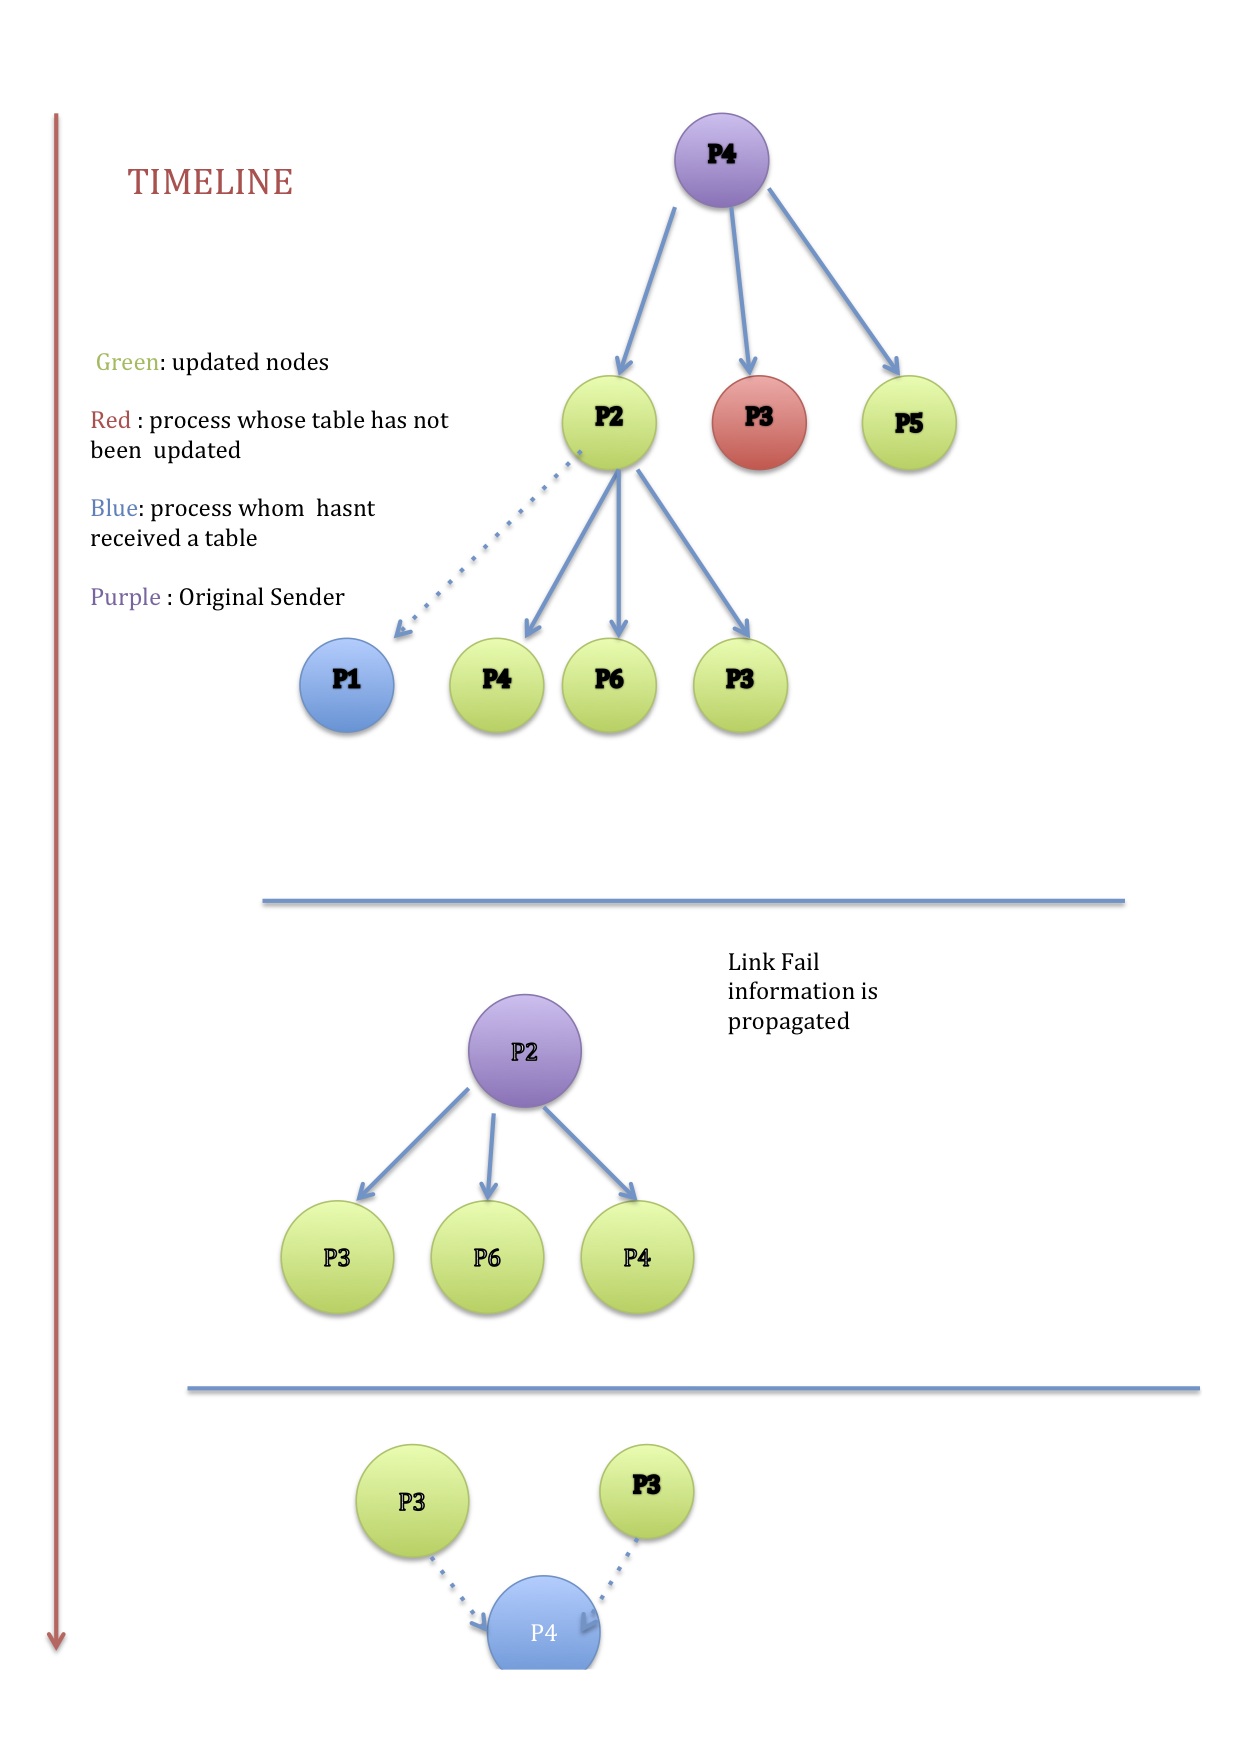 P4
TIMELINE
Green: updated nodes
Red : process whose table has not
been  updated
P2
P3
P5
Blue: process whom  hasnt
received a table
Purple : Original Sender
P1
P4
P6
P3
Link Fail
information is
propagated
P2
P3
P6
P4
P3
P3
P4